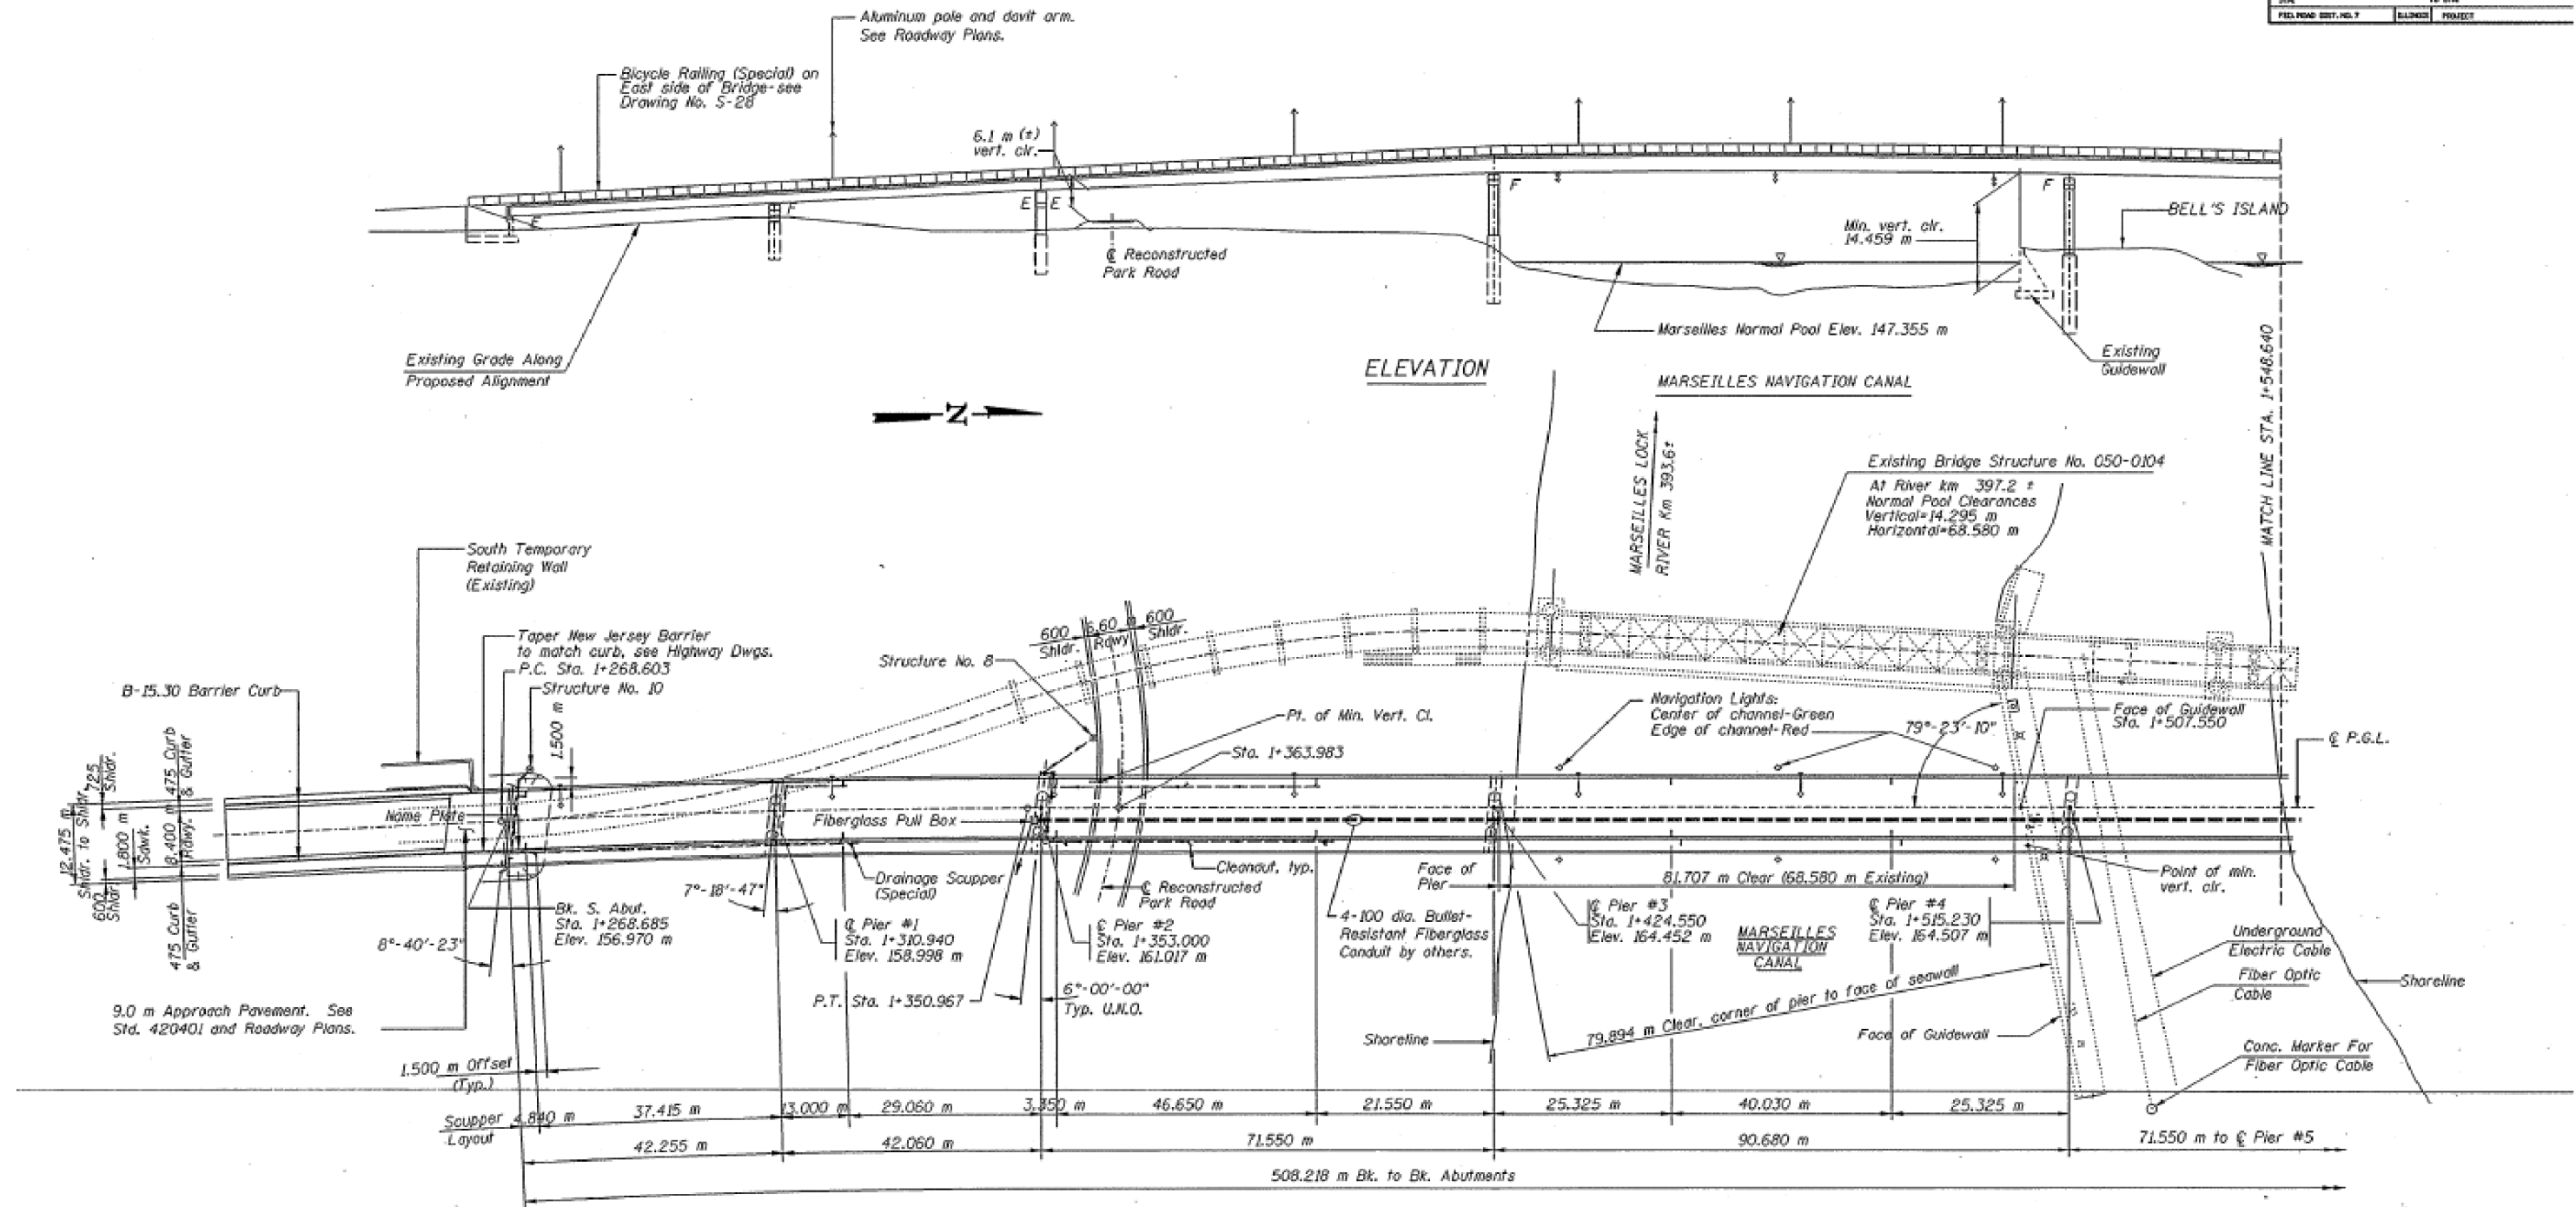 FED. ROAD DIST. NO. 7
ILLINOIS
PROJECT
Aluminum pole and davit arm.
See Roadway Plans.
Bicycle Railing (Special) on
East side of Bridge-see
Drawing No. S-28
6.1 m (±)
vert. clr.
E
F
E
E
F
F
BELL'S ISLAND
Min. vert. clr.
14.459 m
℄ Reconstructed
Park Road
Marseilles Normal Pool Elev. 147.355 m
Existing Grade Along
Proposed Alignment
Existing
Guidewall
ELEVATION
MARSEILLES NAVIGATION CANAL
N
MATCH LINE STA. 1+548.640
MARSEILLES LOCK
RIVER Km 393.6±
Existing Bridge Structure No. 050-0104
At River km 397.2 ±
Normal Pool Clearances
Vertical=14.295 m
Horizontal=68.580 m
South Temporary
Retaining Wall
(Existing)
Taper New Jersey Barrier
to match curb, see Highway Dwgs.
P.C. Sta. 1+268.603
Structure No. 10
B-15.30 Barrier Curb
1.500 m
600
Shldr.
6.60 m
Rdwy
600
Shldr.
Structure No. 8
Pt. of Min. Vert. Cl.
Sta. 1+363.983
Navigation Lights:
Center of channel-Green
Edge of channel-Red
79°-23'-10"
Face of Guidewall
Sta. 1+507.550
℄ P.G.L.
12.475 m
Shldr. to Shldr.
725
Shldr.
600
Shldr.
1.800 m
Sdwk.
8.400 m
Rdwy.
475 Curb
& Gutter
475 Curb
& Gutter
Name Plate
Fiberglass Pull Box
Cleanout, typ.
Drainage Scupper
(Special)
7°-18'-47"
8°-40'-23"
Bk. S. Abut.
Sta. 1+268.685
Elev. 156.970 m
℄ Pier #1
Sta. 1+310.940
Elev. 158.998 m
℄ Reconstructed
Park Road
℄ Pier #2
Sta. 1+353.000
Elev. 161.017 m
P.T. Sta. 1+350.967
6°-00'-00"
Typ. U.N.O.
Face of
Pier
81.707 m Clear (68.580 m Existing)
Point of min.
vert. clr.
4-100 dia. Bullet-
Resistant Fiberglass
Conduit by others.
℄ Pier #3
Sta. 1+424.550
Elev. 164.452 m
MARSEILLES
NAVIGATION
CANAL
℄ Pier #4
Sta. 1+515.230
Elev. 164.507 m
Underground
Electric Cable
Fiber Optic
Cable
Shoreline
79.894 m Clear, corner of pier to face of seawall
Shoreline
Face of Guidewall
Conc. Marker For
Fiber Optic Cable
9.0 m Approach Pavement. See
Std. 420401 and Roadway Plans.
1.500 m Offset
(Typ.)
Scupper
Layout
4.840 m
37.415 m
13.000 m
29.060 m
3.350 m
46.650 m
21.550 m
25.325 m
40.030 m
25.325 m
42.255 m
42.060 m
71.550 m
90.680 m
71.550 m to ℄ Pier #5
508.218 m Bk. to Bk. Abutments